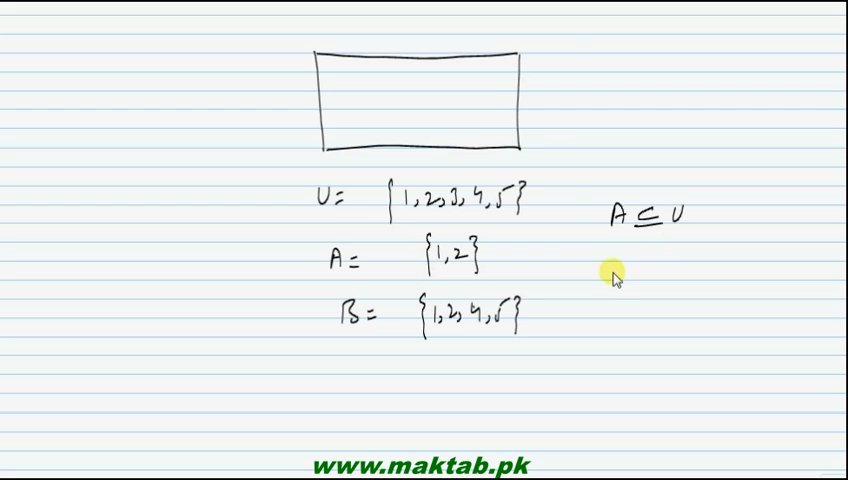 U = {1,2,3,4,5}
A ⊆ U
A = {1,2}
B = {1,2,4,5}
www.maktab.pk